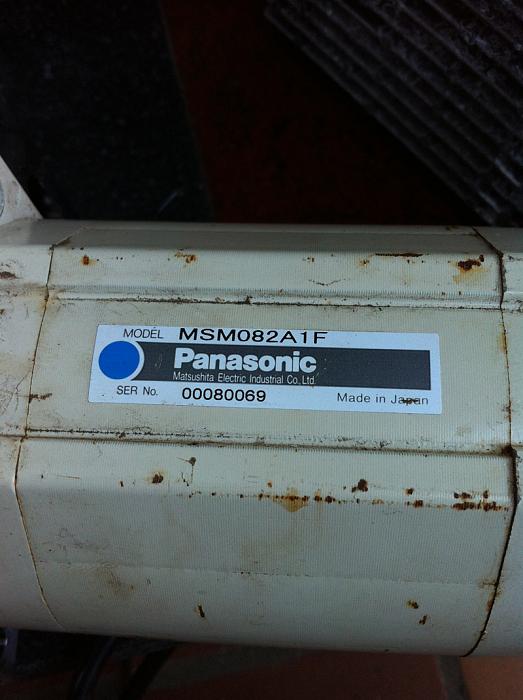 MODEL MSM082A1F
Panasonic
Matsushita Electric Industrial Co., Ltd.
SER No. 00080069 Made in Japan